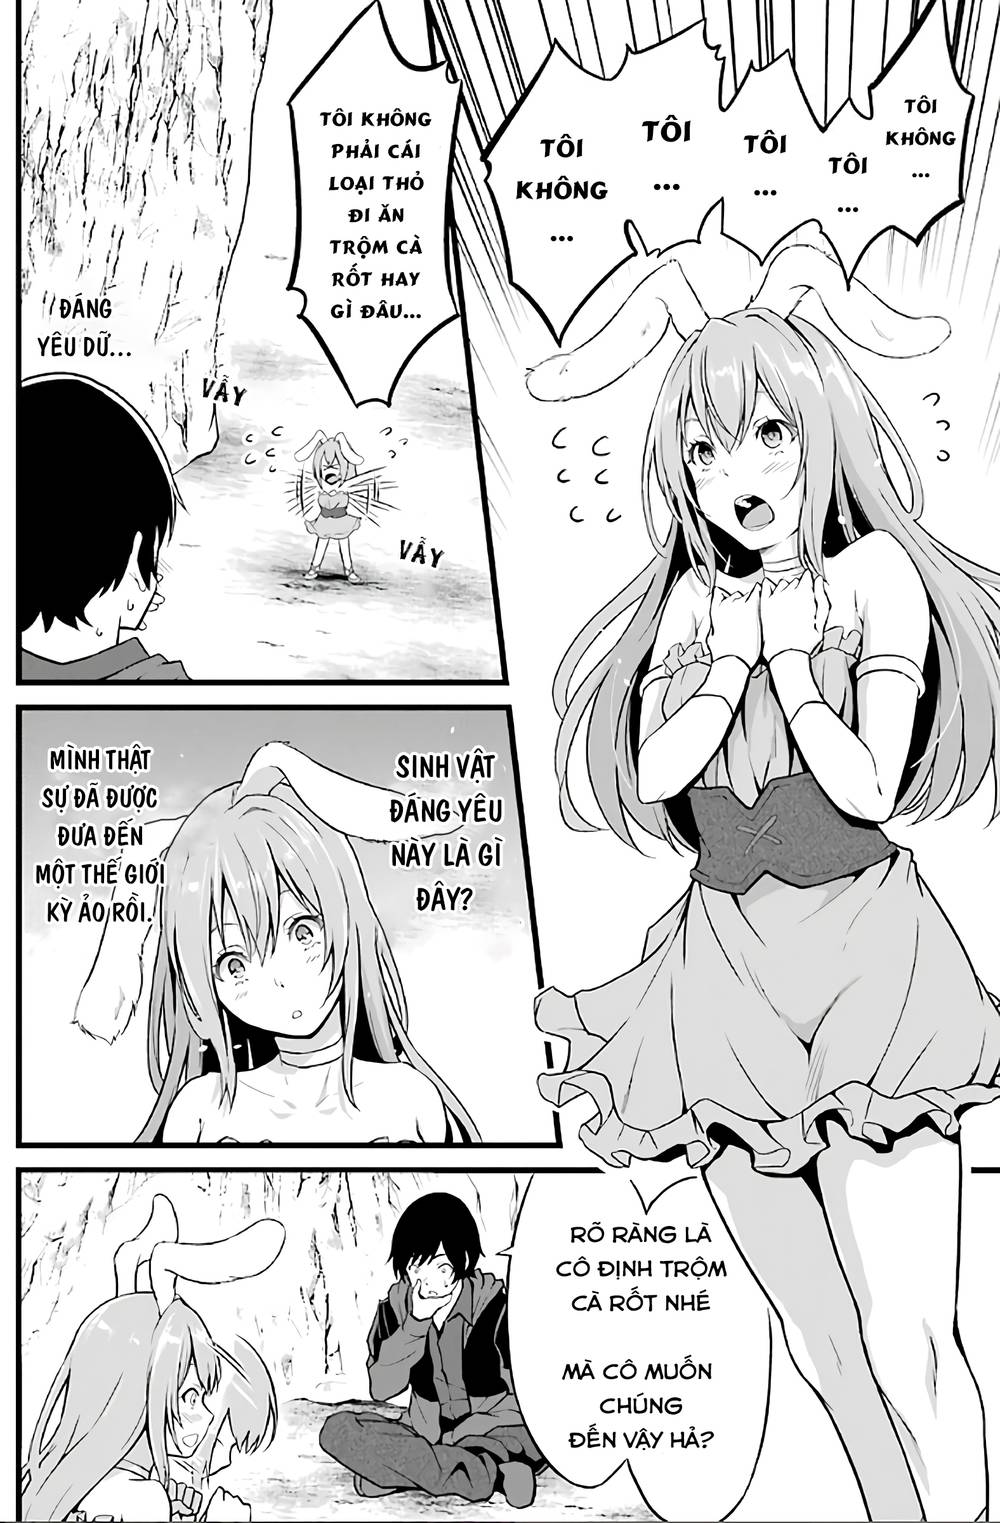 TÔI
KHÔNG
...
TÔI
...
TÔI
...
TÔI
...
TÔI
KHÔNG
...
TÔI KHÔNG
PHẢI CÁI
LOẠI THỎ
ĐI ĂN
TRỘM CÀ
RỐT HAY
GÌ ĐÂU...
ĐÁNG
YÊU DỮ...
VẪY
VẪY
SINH VẬT
ĐÁNG YÊU
NÀY LÀ GÌ
ĐÂY?
MÌNH THẬT
SỰ ĐÃ ĐƯỢC
ĐƯA ĐẾN
MỘT THẾ GIỚI
KỲ ẢO RỒI.
RÕ RÀNG LÀ
CÔ ĐỊNH TRỘM
CÀ RỐT NHÉ
MÀ CÔ MUỐN
CHÚNG
ĐẾN VẬY HẢ?